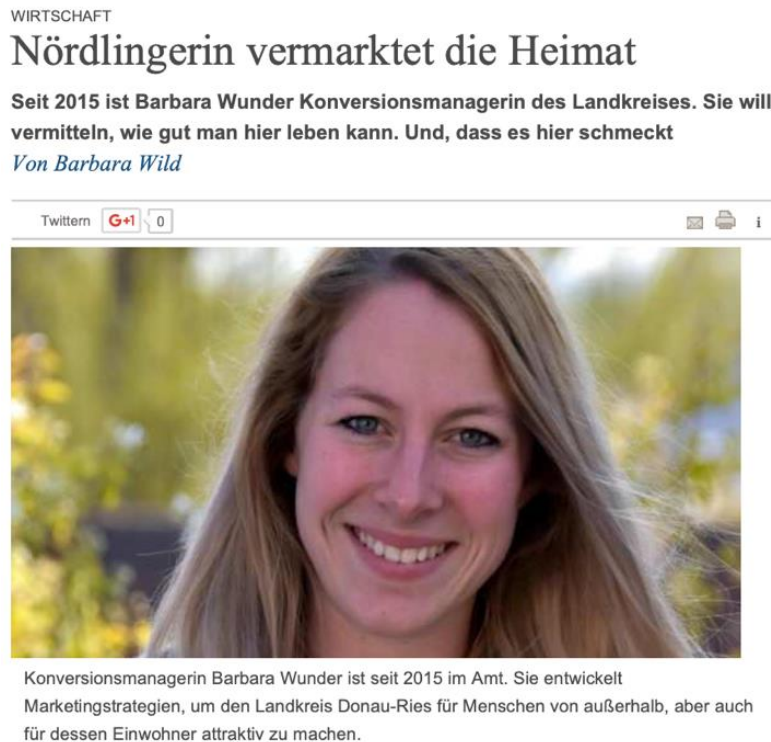 WIRTSCHAFT
Nördlingerin vermarktet die Heimat
Seit 2015 ist Barbara Wunder Konversionsmanagerin des Landkreises. Sie will
vermitteln, wie gut man hier leben kann. Und, dass es hier schmeckt
Von Barbara Wild
Twittern G+1 0 i
Konversionsmanagerin Barbara Wunder ist seit 2015 im Amt. Sie entwickelt
Marketingstrategien, um den Landkreis Donau-Ries für Menschen von außerhalb, aber auch
für dessen Einwohner attraktiv zu machen.